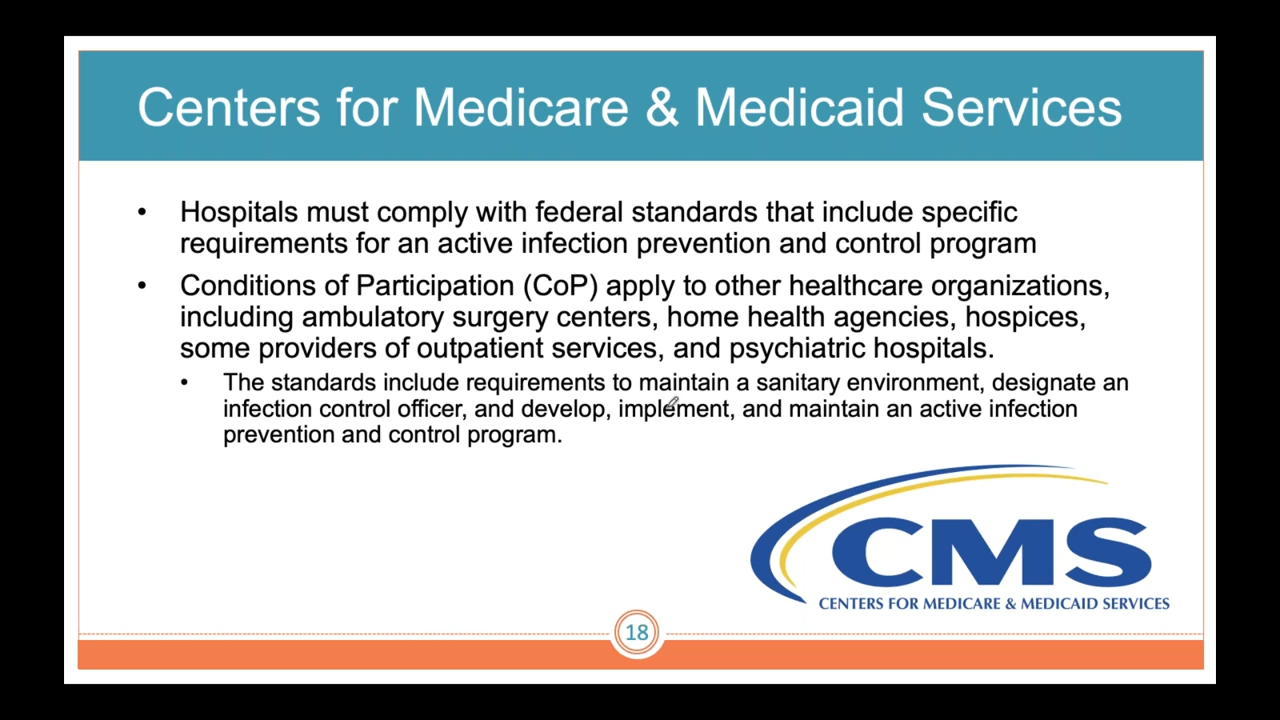 Centers for Medicare & Medicaid Services
• Hospitals must comply with federal standards that include specific
requirements for an active infection prevention and control program
• Conditions of Participation (CoP) apply to other healthcare organizations,
including ambulatory surgery centers, home health agencies, hospices,
some providers of outpatient services, and psychiatric hospitals.
• The standards include requirements to maintain a sanitary environment, designate an
infection control officer, and develop, implement, and maintain an active infection
prevention and control program.
CMS
CENTERS FOR MEDICARE & MEDICAID SERVICES
18